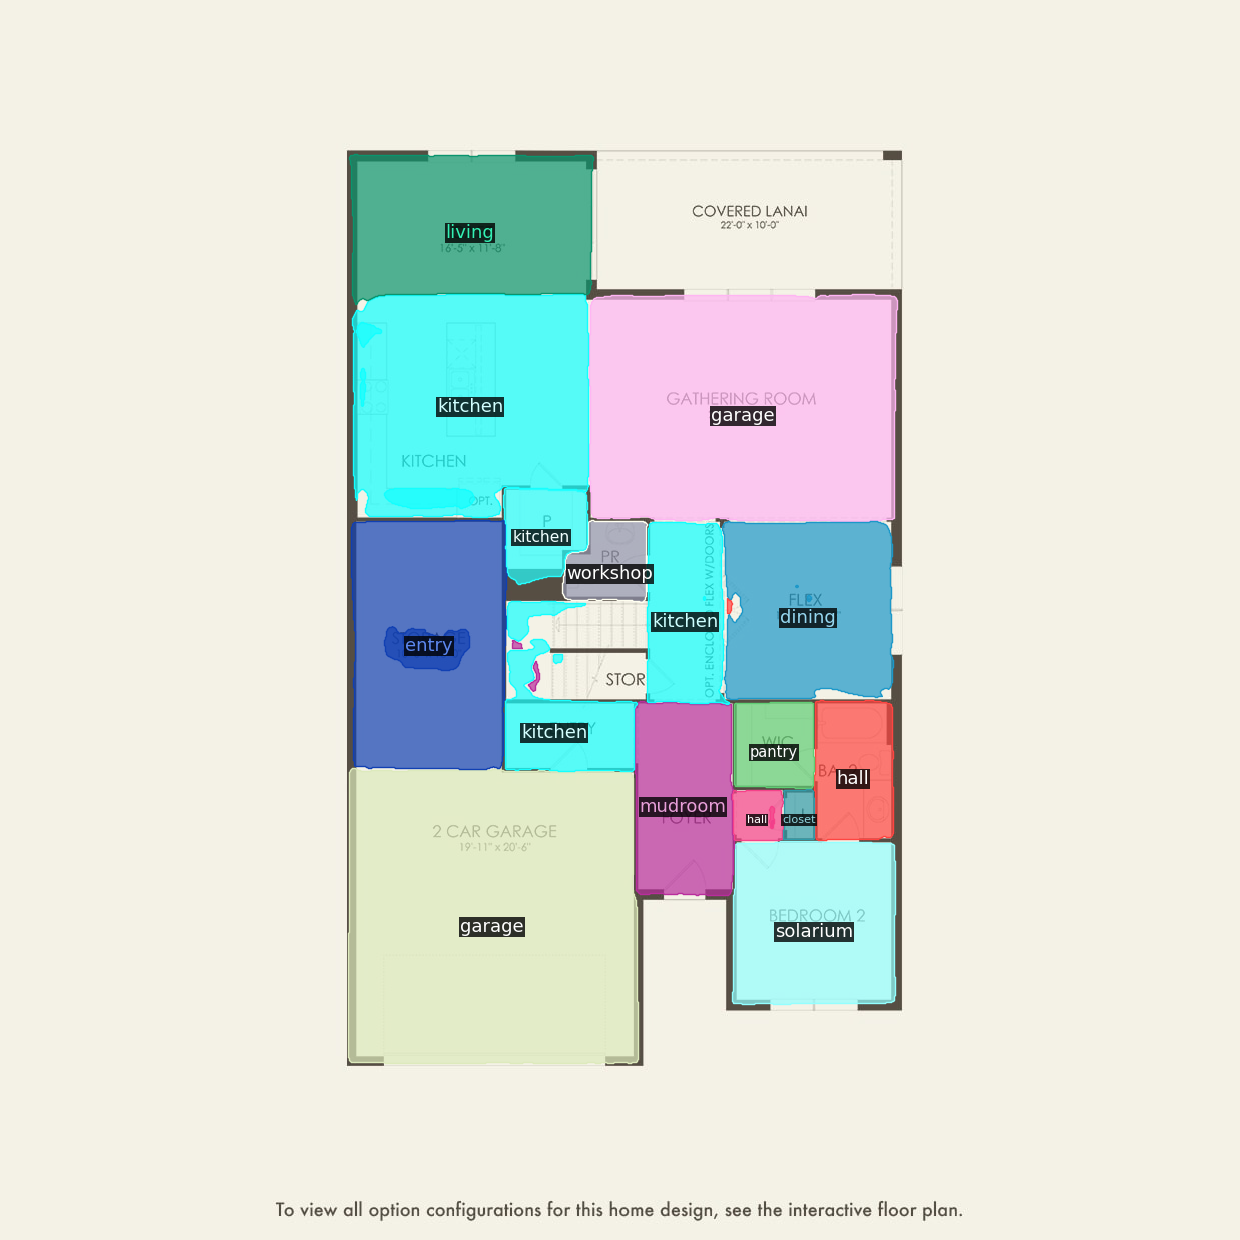 COVERED LANAI
22'-0" x 10'-0"
living
16'-5" x 11'-8"
GATHERING ROOM
kitchen
garage
KITCHEN
OPT.
P
kitchen
PR
workshop
OPT. ENCLOSED FLEX W/DOORS
FLEX
dining
kitchen
entry
STOR
kitchen
WIC
pantry
BA. 2
hall
mudroom
FOYER
hall
closet
2 CAR GARAGE
19'-11" x 20'-6"
garage
BEDROOM 2
solarium
To view all option configurations for this home design, see the interactive floor plan.